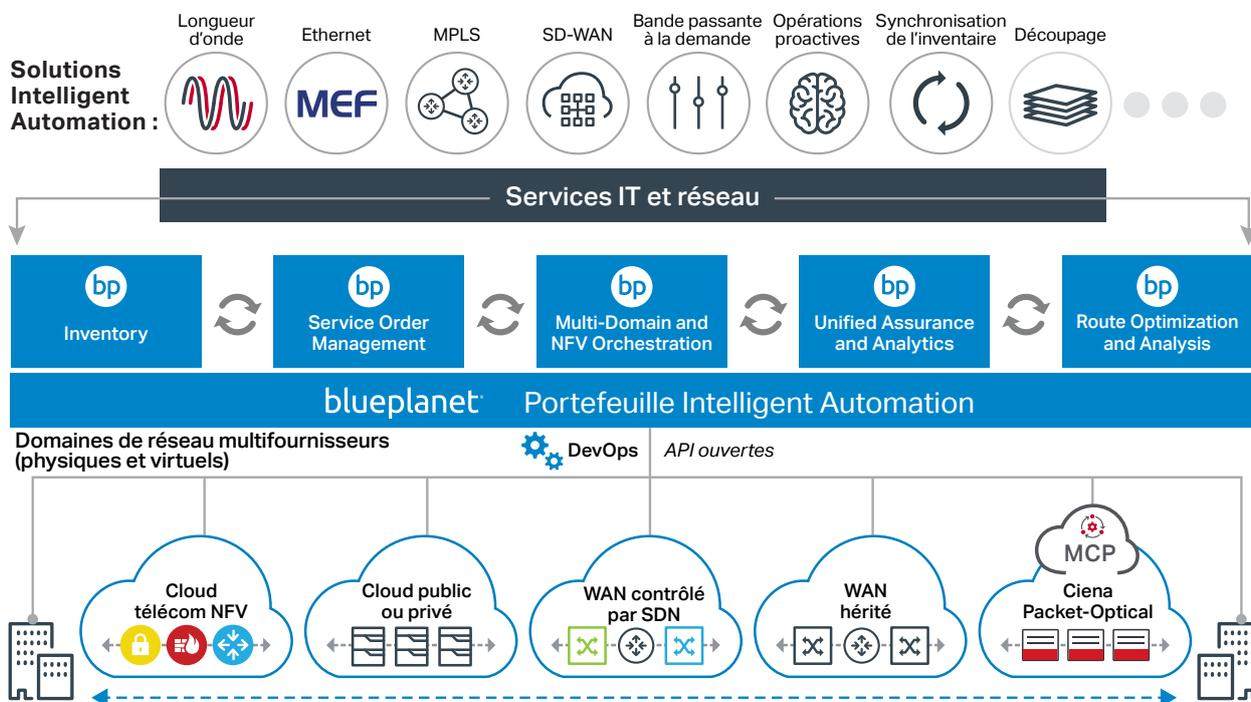 Solutions
Intelligent
Automation :
Longueur
d'onde
Ethernet
MPLS
SD-WAN
Bande passante
à la demande
Opérations
proactives
Synchronisation
de l'inventaire
Découpage
MEF
Services IT et réseau
bp
Inventory
bp
Service Order
Management
bp
Multi-Domain and
NFV Orchestration
bp
Unified Assurance
and Analytics
bp
Route Optimization
and Analysis
blueplanet Portefeuille Intelligent Automation
Domaines de réseau multifournisseurs
(physiques et virtuels)
DevOps
API ouvertes
Cloud
télécom NFV
Cloud public
ou privé
WAN contrôlé
par SDN
WAN
hérité
MCP
Ciena
Packet-Optical